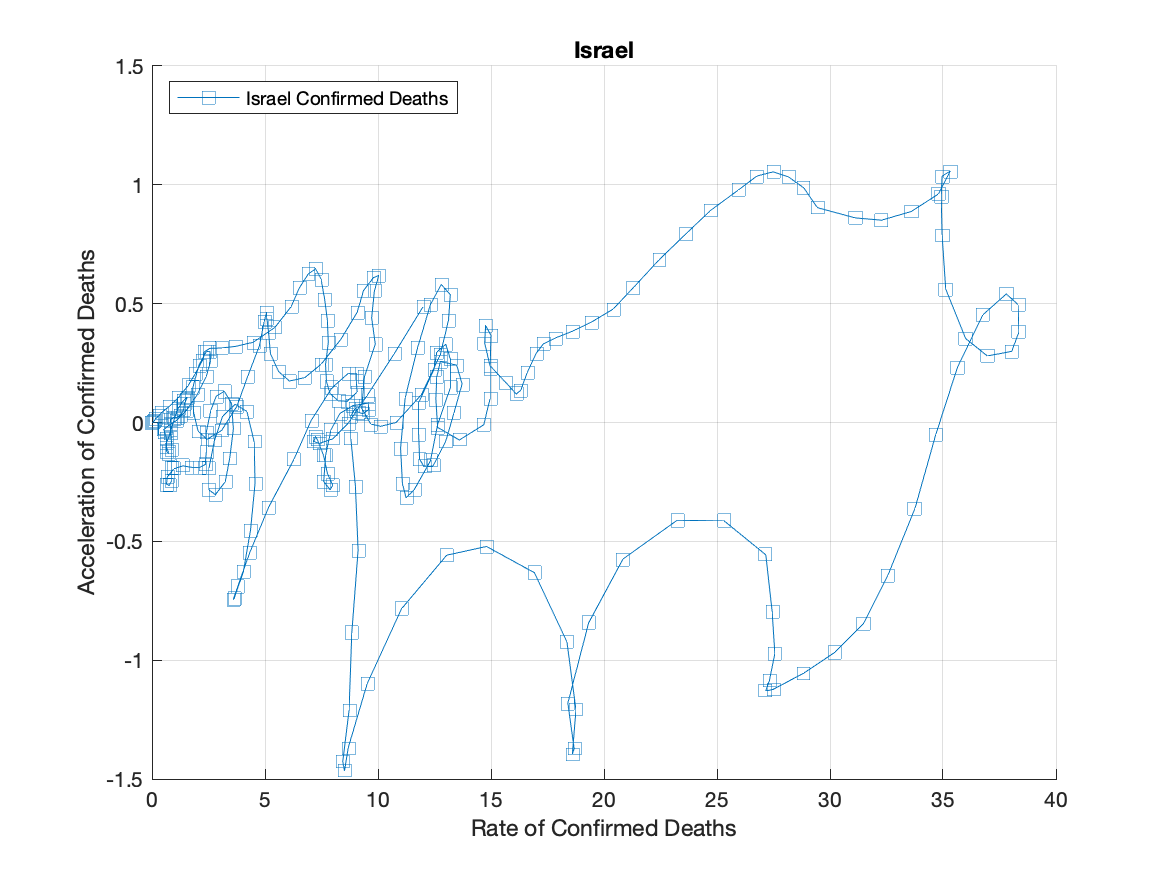 Israel
Israel Confirmed Deaths
1.5
1
0.5
0
-0.5
-1
-1.5
Acceleration of Confirmed Deaths
0 5 10 15 20 25 30 35 40
Rate of Confirmed Deaths